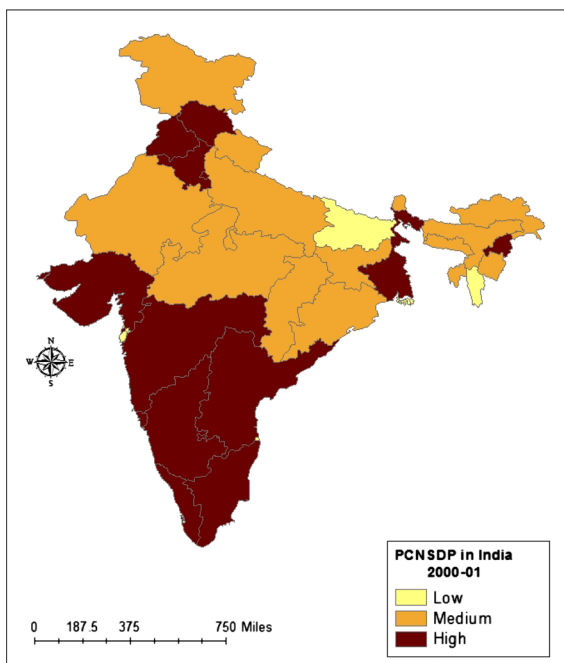 N
W
E
S
PCNSDP in India
2000-01
Low
Medium
High
0 187.5 375 750 Miles